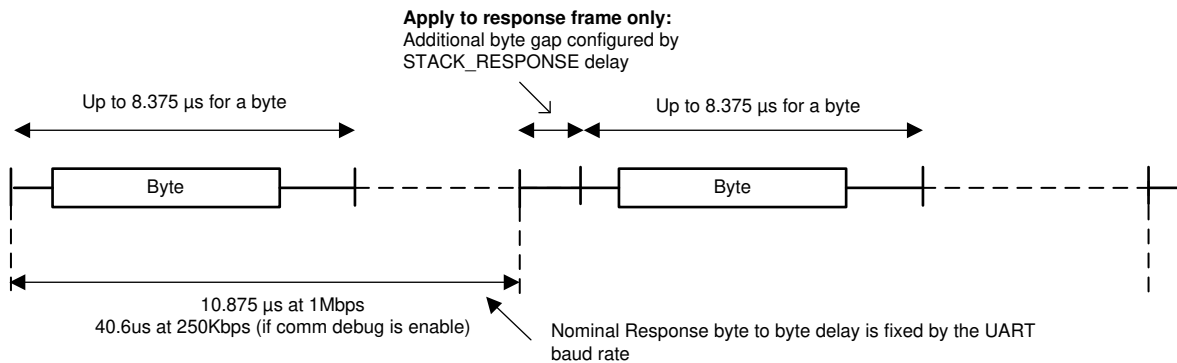 Apply to response frame only:
Additional byte gap configured by
STACK_RESPONSE delay
Up to 8.375 µs for a byte
Up to 8.375 µs for a byte
Byte
Byte
10.875 µs at 1Mbps
40.6us at 250Kbps (if comm debug is enable)
Nominal Response byte to byte delay is fixed by the UART
baud rate